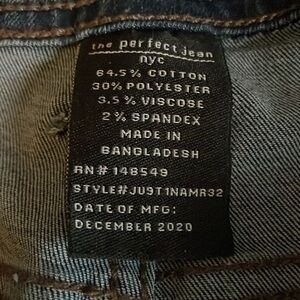 the perfect jean
nyc
64.5% COTTON
30% POLYESTER
3.5% VISCOSE
2% SPANDEX
MADE IN
BANGLADESH
RN# 148549
STYLE#JU9T1NAMR32
DATE OF MFG:
DECEMBER 2020